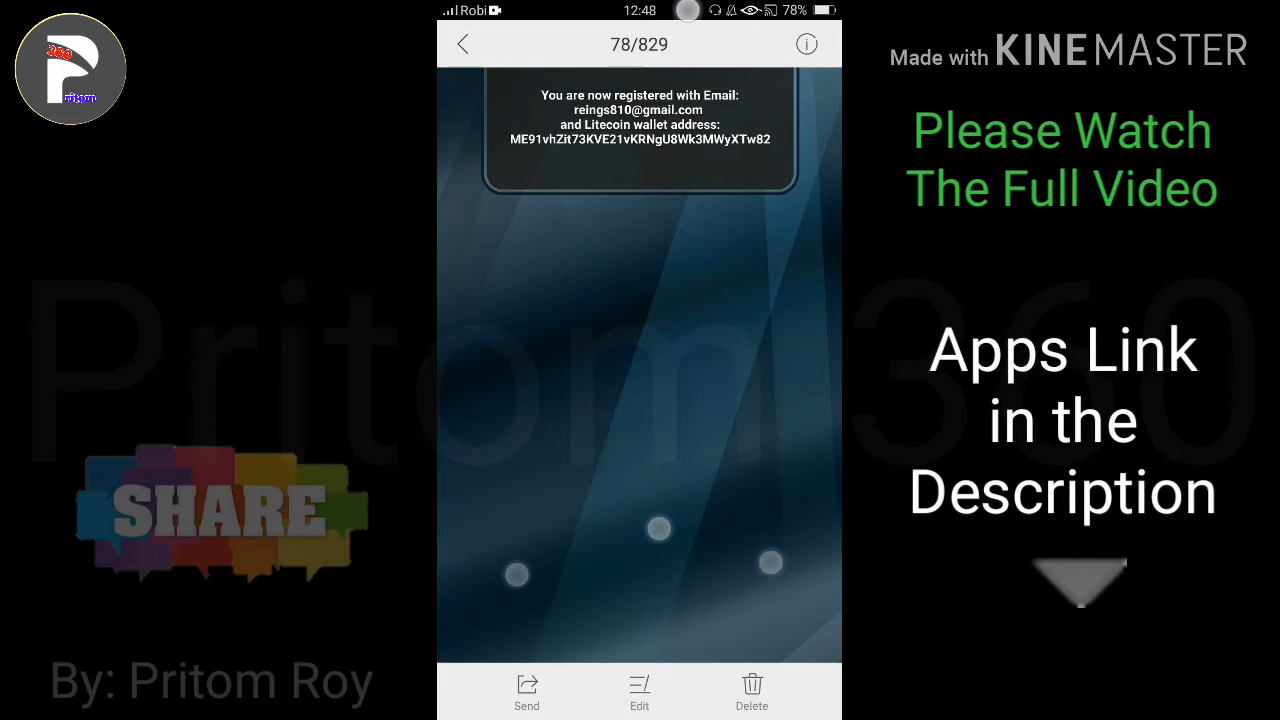 360
Pritom
Robi
12:48
78%
78/829
Made with KINEMASTER
You are now registered with Email:
reings810@gmail.com
and Litecoin wallet address:
ME91vhZit73KVE21vKRNgU8Wk3MWyXTw82
Please Watch
The Full Video
Pritom 360
Apps Link
in the
Description
SHARE
By: Pritom Roy
Send
Edit
Delete